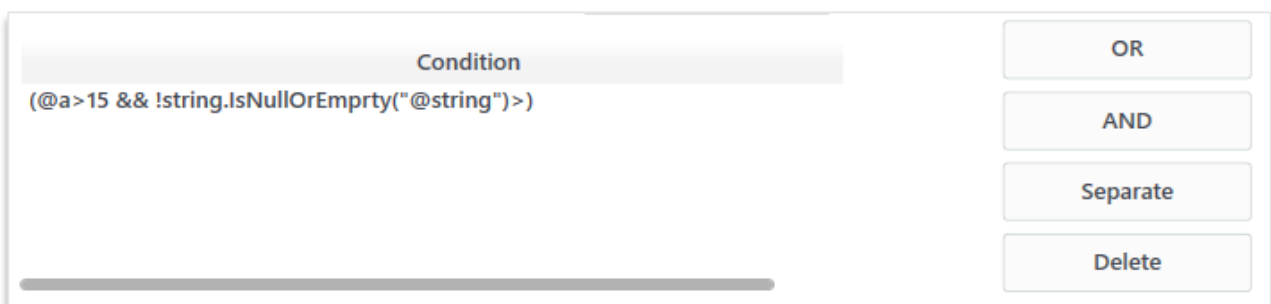 Condition
(@a>15 && !string.IsNullOrEmprty("@string")>)
OR
AND
Separate
Delete